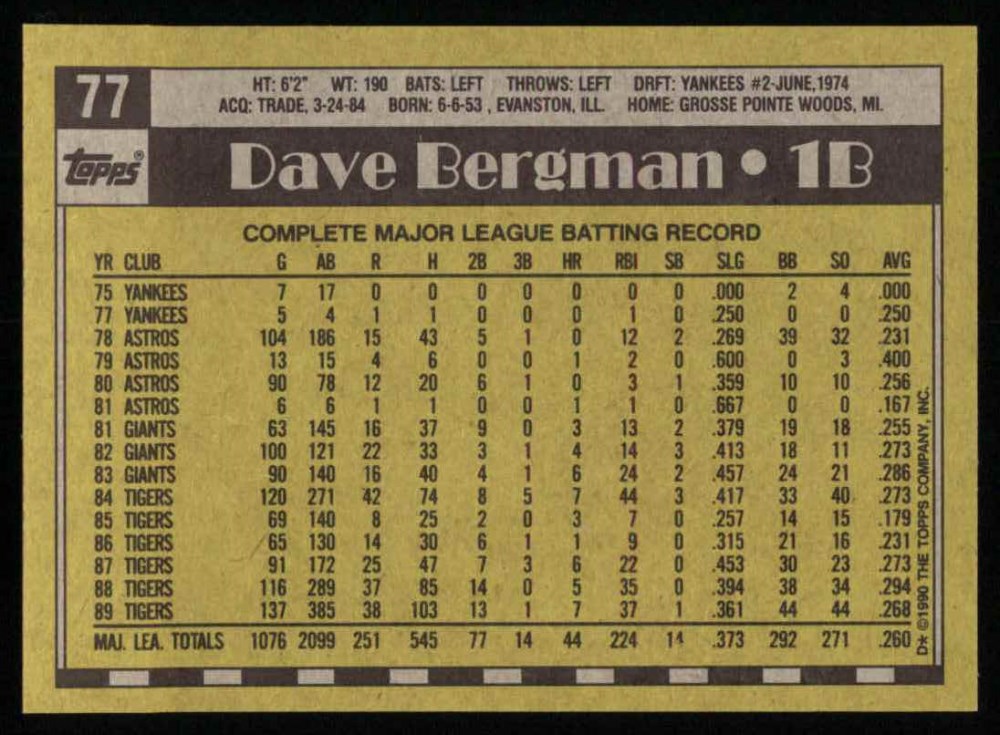 77
HT: 6'2" WT: 190 BATS: LEFT THROWS: LEFT DRFT: YANKEES #2-JUNE,1974
ACQ: TRADE, 3-24-84 BORN: 6-6-53 , EVANSTON, ILL. HOME: GROSSE POINTE WOODS, MI.
Topps®
Dave Bergman • 1B
COMPLETE MAJOR LEAGUE BATTING RECORD
YR CLUB G AB R H 2B 3B HR RBI SB SLG BB SO AVG
75 YANKEES 7 17 0 0 0 0 0 0 0 .000 2 4 .000
77 YANKEES 5 4 1 1 0 0 0 1 0 .250 0 0 .250
78 ASTROS 104 186 15 43 5 1 0 12 2 .269 39 32 .231
79 ASTROS 13 15 4 6 0 0 1 2 0 .600 0 3 .400
80 ASTROS 90 78 12 20 6 1 0 3 1 .359 10 10 .256
81 ASTROS 6 6 1 1 0 0 1 1 0 .667 0 0 .167
81 GIANTS 63 145 16 37 9 0 3 13 2 .379 19 18 .255
82 GIANTS 100 121 22 33 3 1 4 14 3 .413 18 11 .273
83 GIANTS 90 140 16 40 4 1 6 24 2 .457 24 21 .286
84 TIGERS 120 271 42 74 8 5 7 44 3 .417 33 40 .273
85 TIGERS 69 140 8 25 2 0 3 7 0 .257 14 15 .179
86 TIGERS 65 130 14 30 6 1 1 9 0 .315 21 16 .231
87 TIGERS 91 172 25 47 7 3 6 22 0 .453 30 23 .273
88 TIGERS 116 289 37 85 14 0 5 35 0 .394 38 34 .294
89 TIGERS 137 385 38 103 13 1 7 37 1 .361 44 44 .268
MAJ. LEA. TOTALS 1076 2099 251 545 77 14 44 224 14 .373 292 271 .260
D* ©1990 THE TOPPS COMPANY, INC.